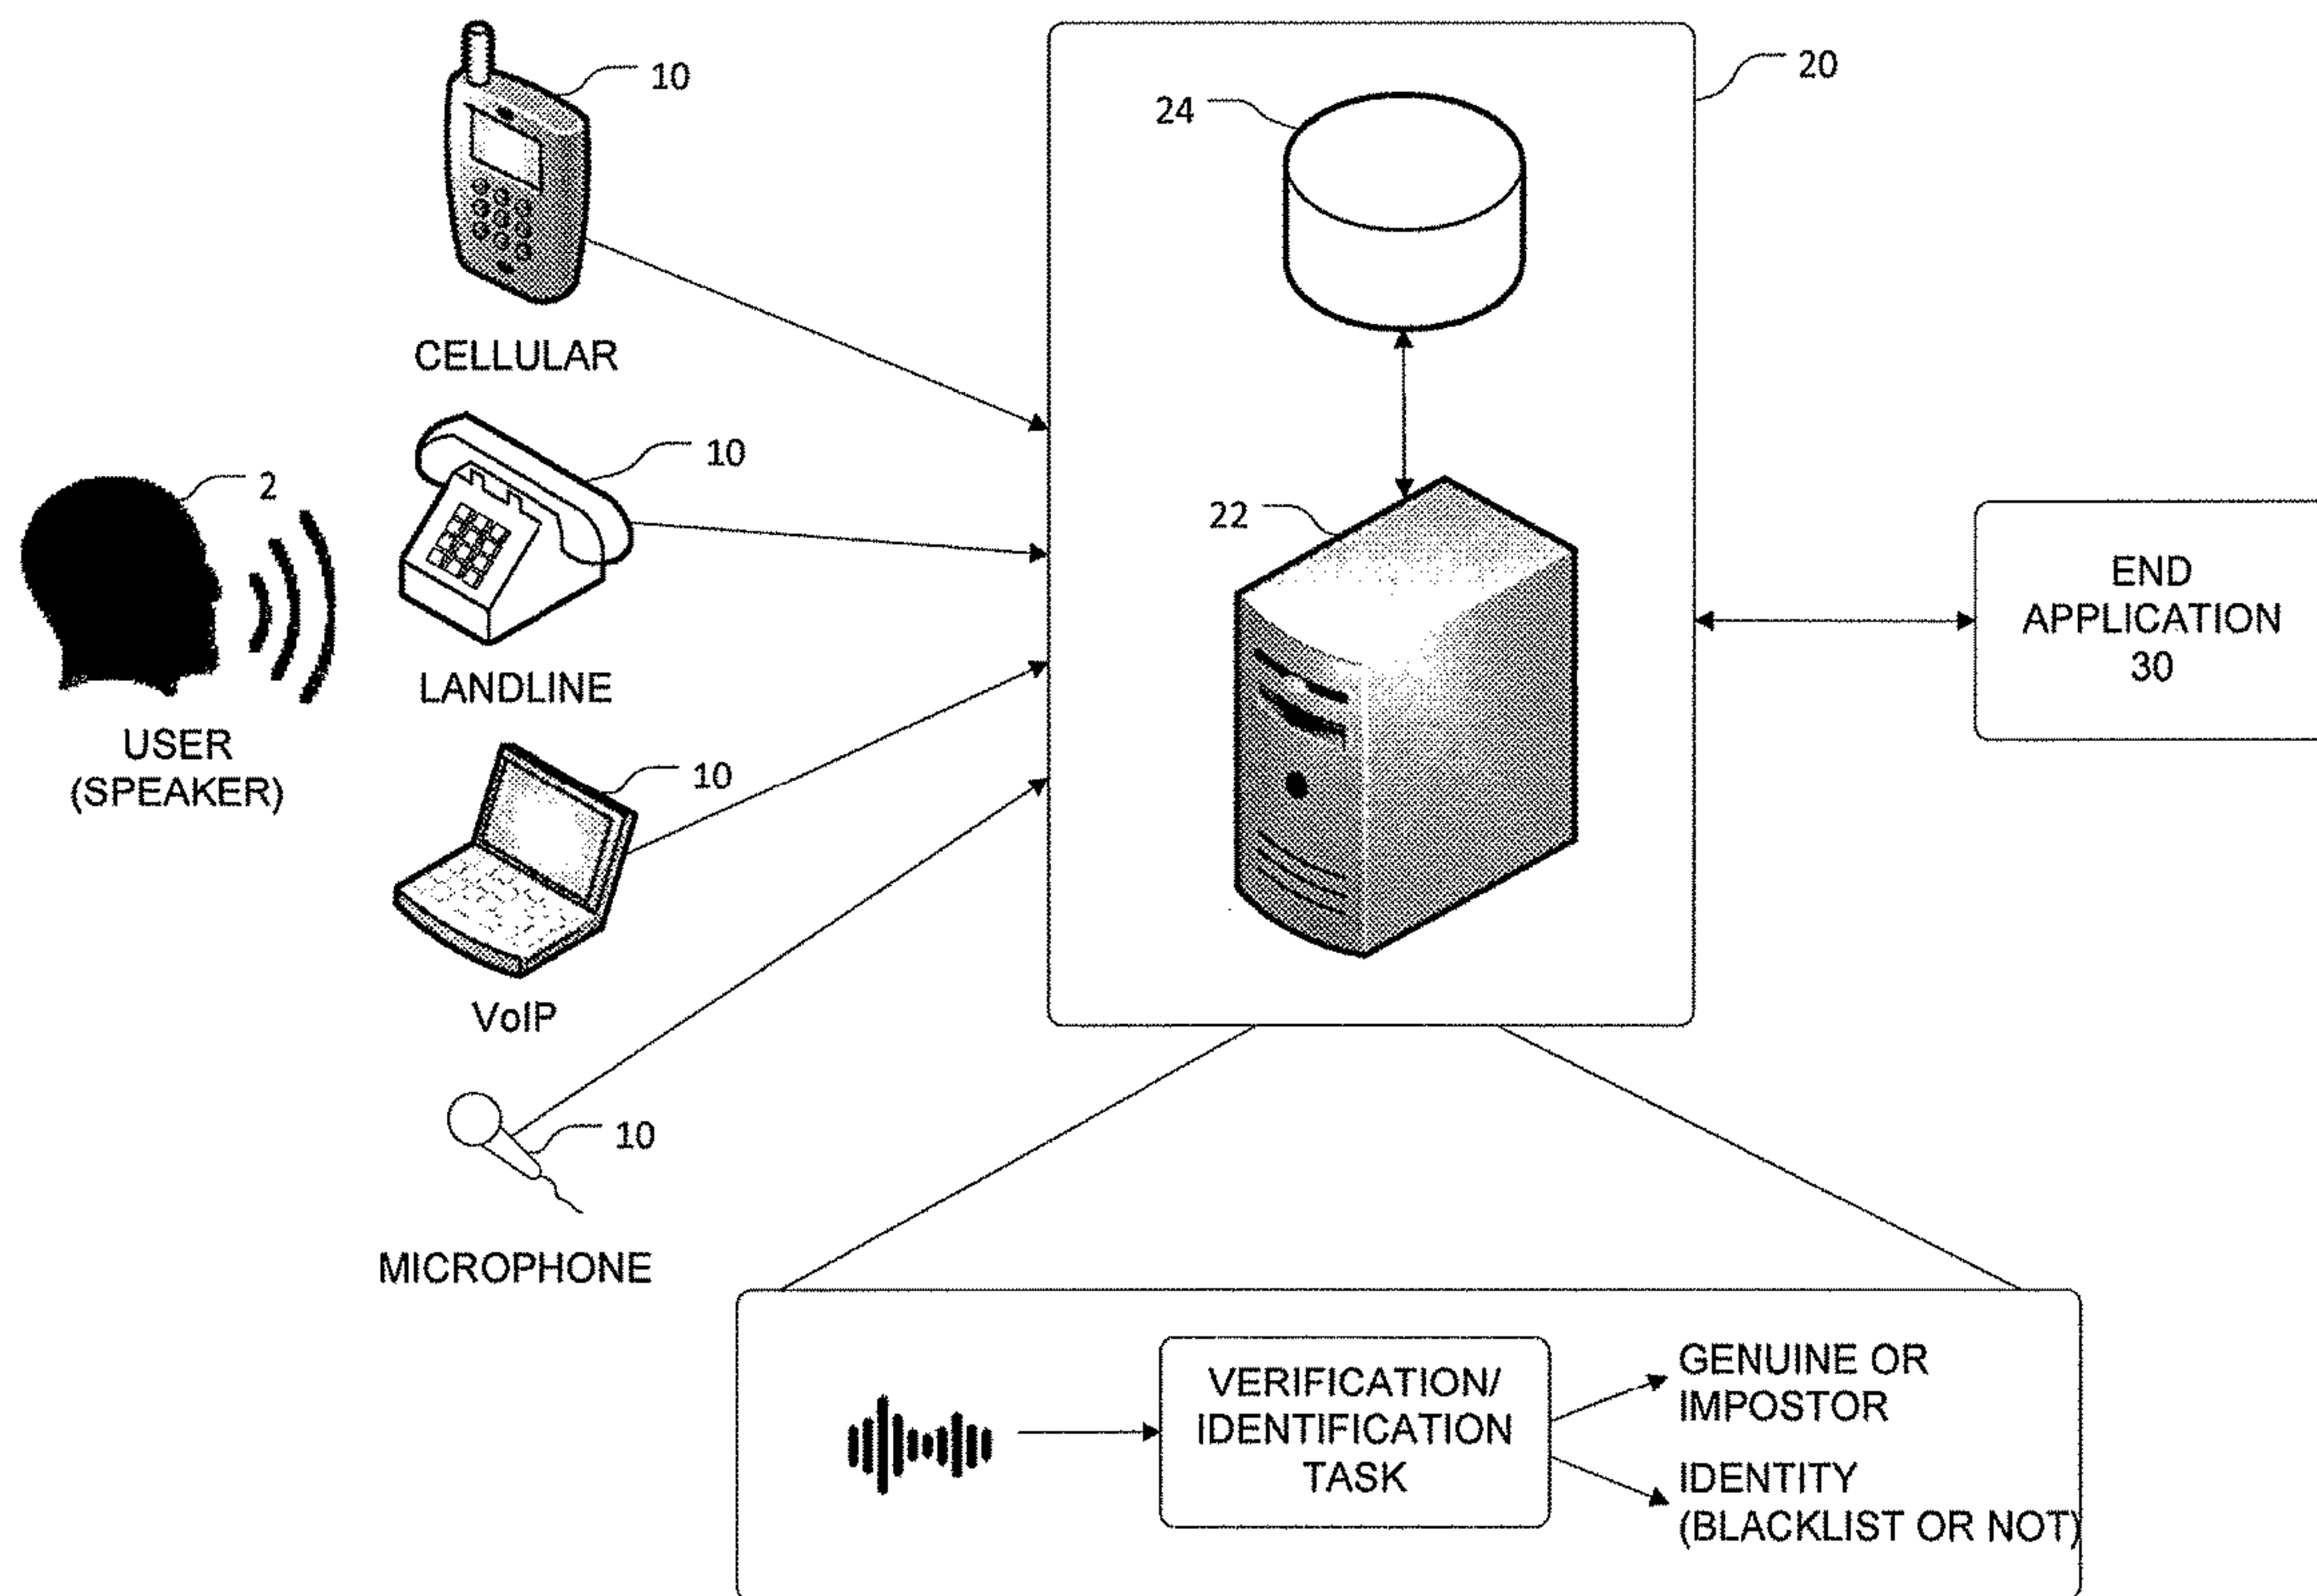 10
CELLULAR
10
LANDLINE
2
USER
(SPEAKER)
10
VoIP
10
MICROPHONE
20
24
22
END
APPLICATION
30
VERIFICATION/
IDENTIFICATION
TASK
GENUINE OR
IMPOSTOR
IDENTITY
(BLACKLIST OR NOT)